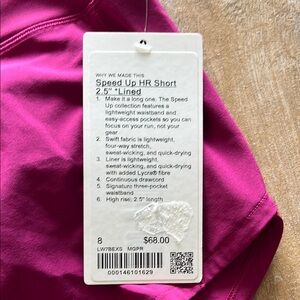 WHY WE MADE THIS
Speed Up HR Short
2.5" *Lined
1. Make it a long one. The Speed
Up collection features a
lightweight waistband and
easy-access pockets so you can
focus on your run, not your
gear
2. Swift fabric is lightweight,
four-way stretch,
sweat-wicking, and quick-drying
3. Liner is lightweight,
sweat-wicking and quick-drying
with added Lycra® fibre
4. Continuous drawcord
5. Signature three-pocket
waistband
6. High rise, 2.5" length
8 $68.00
LW7BEXS MGPR
000146101629